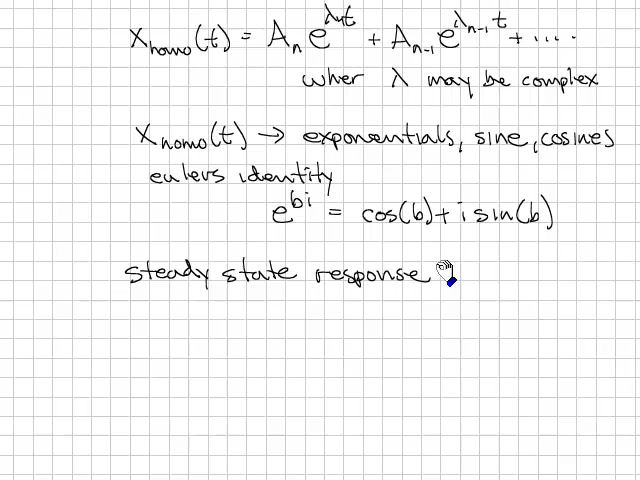 x_homo(t) = A_n e^{λ_n t} + A_{n-1} e^{λ_{n-1} t} + ....
wher λ may be complex
x_homo(t) → exponentials, sine, cosines
eulers identity
e^{bi} = cos(b) + i sin(b)
steady state response